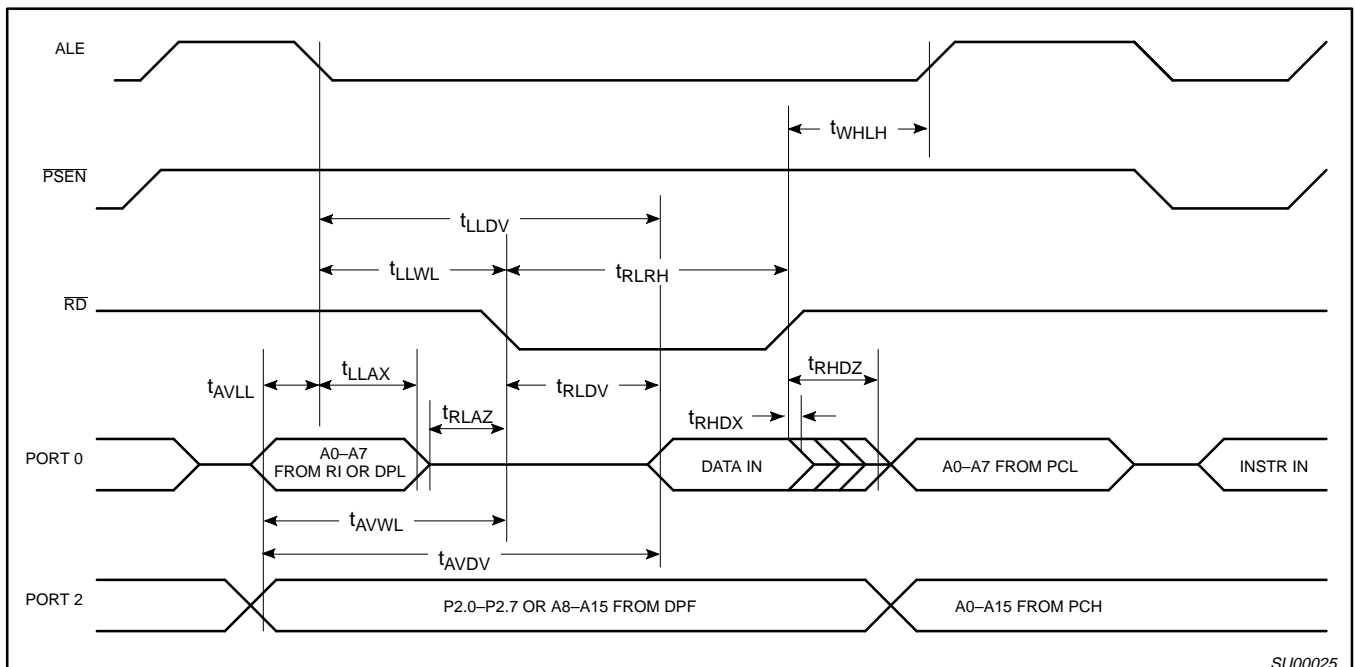 ALE
tWHLH
PSEN
tLLDV
tLLWL
tRLRH
RD
tAVLL
tLLAX
tRLDV
tRHDZ
tRLAZ
tRHDX
PORT 0
A0–A7
FROM RI OR DPL
DATA IN
A0–A7 FROM PCL
INSTR IN
tAVWL
tAVDV
PORT 2
P2.0–P2.7 OR A8–A15 FROM DPF
A0–A15 FROM PCH
SU00025